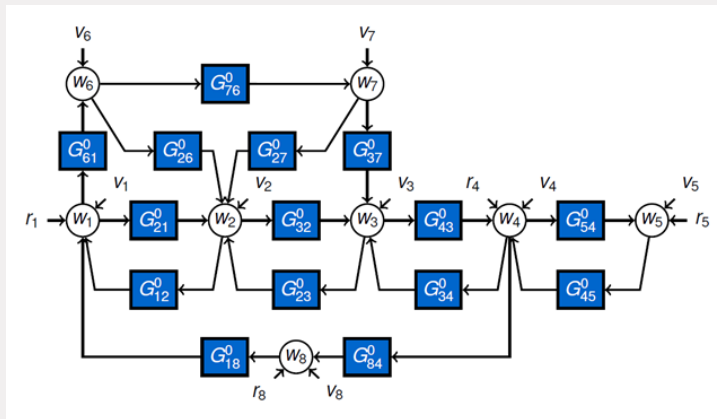 v6 v7
w6 G⁰76 w7
G⁰61 G⁰26 G⁰27 G⁰37
v1 v2 v3 r4 v4 v5
r1 w1 G⁰21 w2 G⁰32 w3 G⁰43 w4 G⁰54 w5 r5
G⁰12 G⁰23 G⁰34 G⁰45
G⁰18 w8 G⁰84
r8 v8